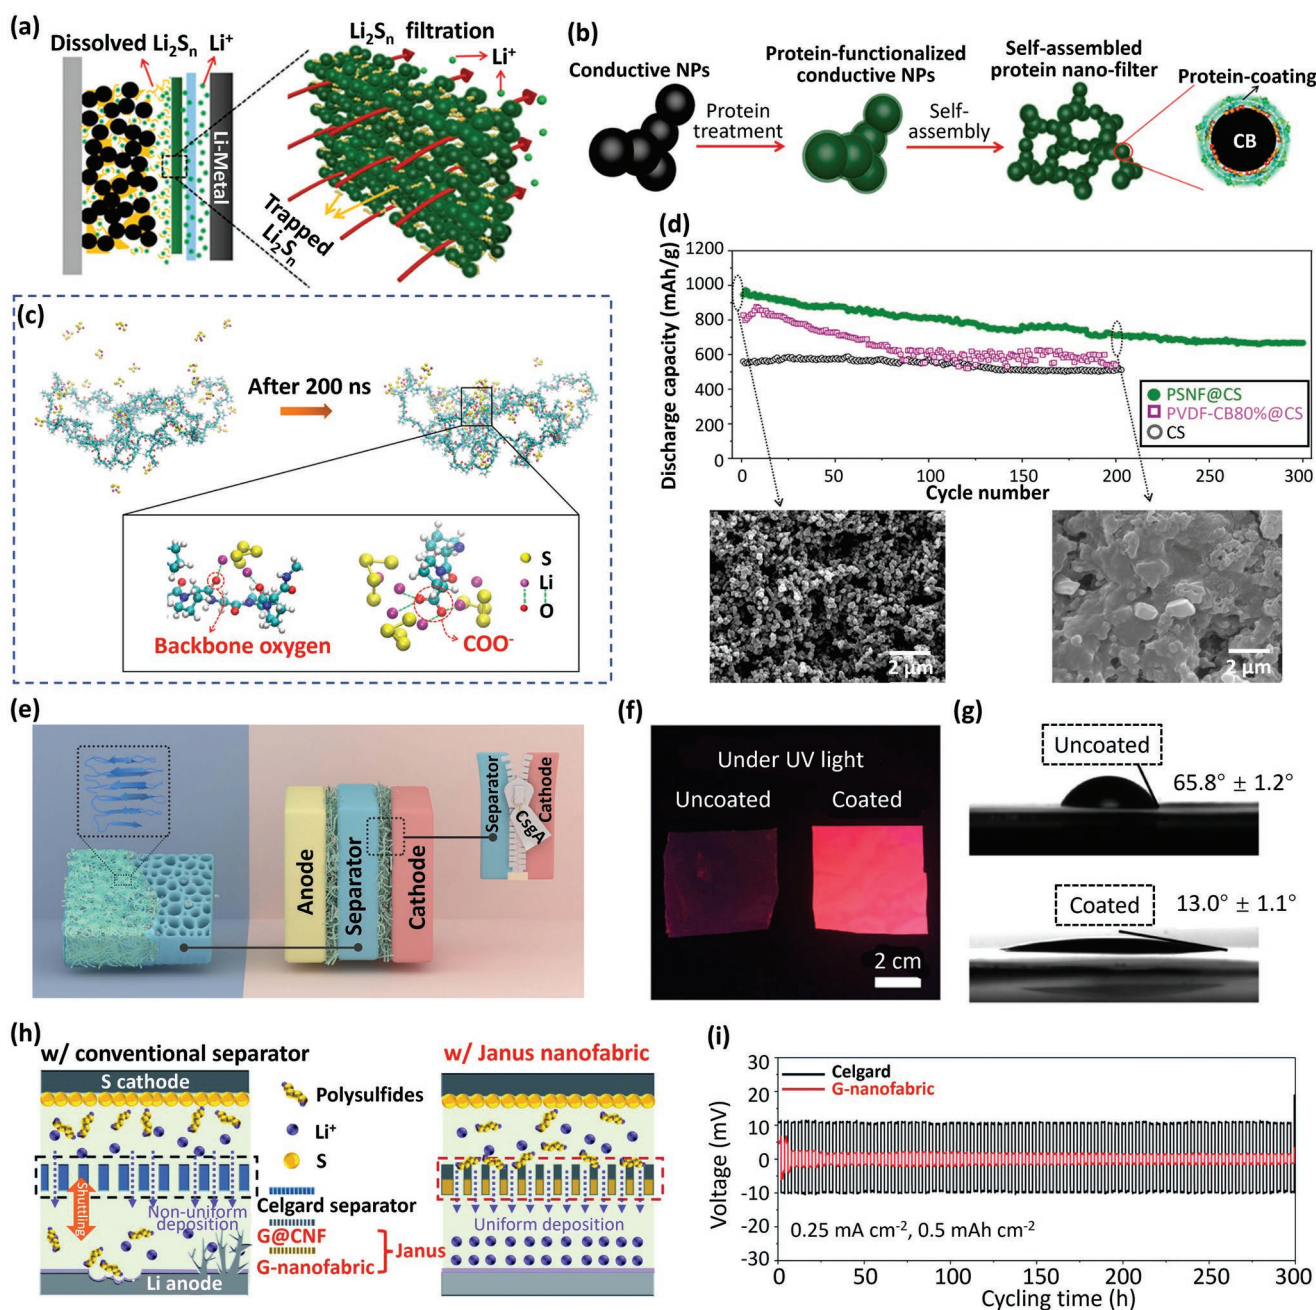 (a)
Dissolved Li₂Sₙ Li⁺
Li-Metal
Li₂Sₙ filtration
Li⁺
Trapped
Li₂Sₙ
(b)
Conductive NPs
Protein
treatment
Protein-functionalized
conductive NPs
Self-
assembly
Self-assembled
protein nano-filter
Protein-coating
CB
(c)
After 200 ns
S
Li
O
Backbone oxygen
COO⁻
(d)
Discharge capacity (mAh/g)
1200
1000
800
600
400
200
0
PSNF@CS
PVDF-CB80%@CS
CS
0 50 100 150 200 250 300
Cycle number
2 μm
2 μm
(e)
Anode
Separator
Cathode
Separator
CsgA
Cathode
(f)
Under UV light
Uncoated Coated
2 cm
(g)
Uncoated
65.8° ± 1.2°
Coated
13.0° ± 1.1°
(h)
w/ conventional separator
S cathode
Shuttling
Non-uniform
deposition
Li anode
Polysulfides
Li⁺
S
Celgard separator
G@CNF
G-nanofabric
Janus
w/ Janus nanofabric
Uniform deposition
(i)
Voltage (mV)
30
20
10
0
-10
-20
-30
Celgard
G-nanofabric
0.25 mA cm⁻², 0.5 mAh cm⁻²
0 50 100 150 200 250 300
Cycling time (h)